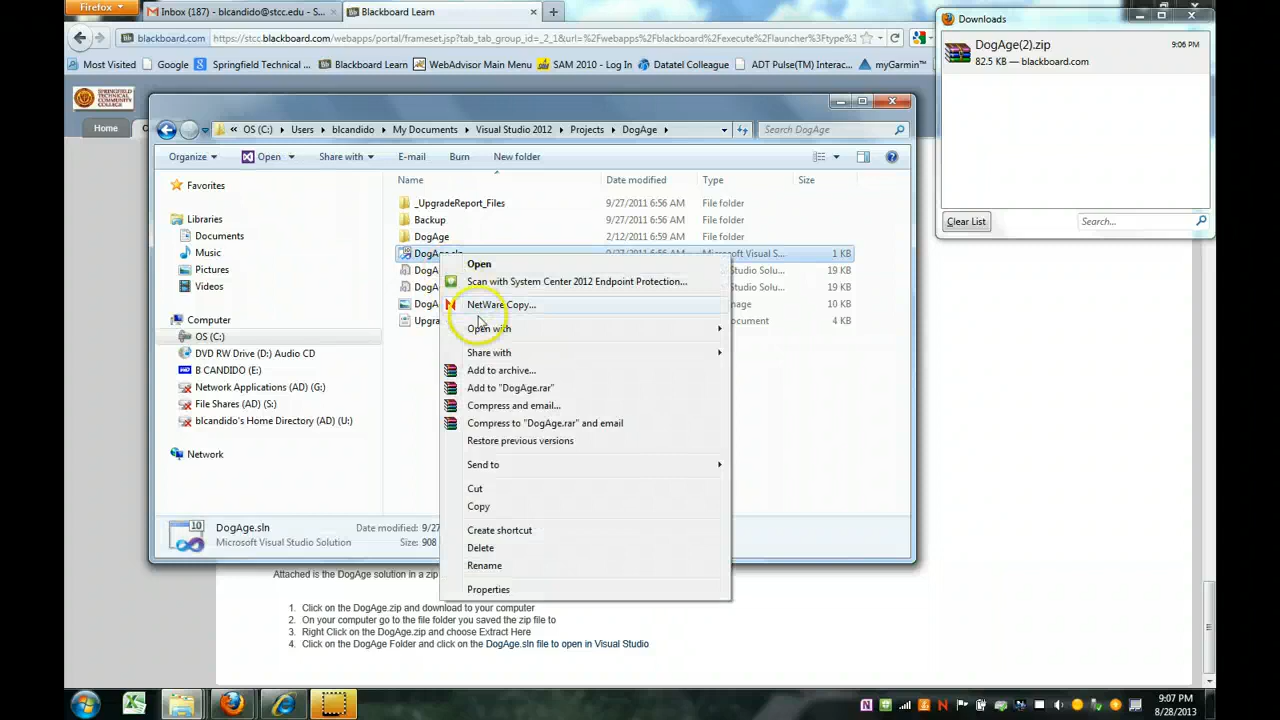 Firefox
Inbox (187) - blcandido@stcc.edu - S...
Blackboard Learn
blackboard.com
https://stcc.blackboard.com/webapps/portal/frameset.jsp?tab_tab_group_id=_2_1&url=%2Fwebapps%2Fblackboard%2Fexecute%2Flauncher%3Ftype%3
Most Visited
Google
Springfield Technical ...
Blackboard Learn
WebAdvisor Main Menu
SAM 2010 - Log In
Datatel Colleague
ADT Pulse(TM) Interac...
myGarmin™
Downloads
DogAge(2).zip
9:06 PM
82.5 KB — blackboard.com
Clear List
Search...
Home
OS (C:)
Users
blcandido
My Documents
Visual Studio 2012
Projects
DogAge
Search DogAge
Organize
Open
Share with
E-mail
Burn
New folder
Favorites
Libraries
Documents
Music
Pictures
Videos
Computer
OS (C:)
DVD RW Drive (D:) Audio CD
B CANDIDO (E:)
Network Applications (AD) (G:)
File Shares (AD) (S:)
blcandido's Home Directory (AD) (U:)
Network
Name Date modified Type Size
_UpgradeReport_Files 9/27/2011 6:56 AM File folder
Backup 9/27/2011 6:56 AM File folder
DogAge 2/12/2011 6:59 AM File folder
DogAge.sln 9/27/2011 6:56 AM Microsoft Visual S... 1 KB
DogA Studio Solu... 19 KB
DogA Studio Solu... 19 KB
DogA 4 KB
Upgra 4 KB
Open
Scan with System Center 2012 Endpoint Protection...
NetWare Copy...
Open with
Share with
Add to archive...
Add to "DogAge.rar"
Compress and email...
Compress to "DogAge.rar" and email
Restore previous versions
Send to
Cut
Copy
Create shortcut
Delete
Rename
Properties
DogAge.sln Date modified: 9/27
Microsoft Visual Studio Solution Size: 908
Attached is the DogAge solution in a zip
1. Click on the DogAge.zip and download to your computer
2. On your computer go to the file folder you saved the zip file to
3. Right Click on the DogAge.zip and choose Extract Here
4. Click on the DogAge Folder and click on the DogAge.sln file to open in Visual Studio
9:07 PM
8/28/2013